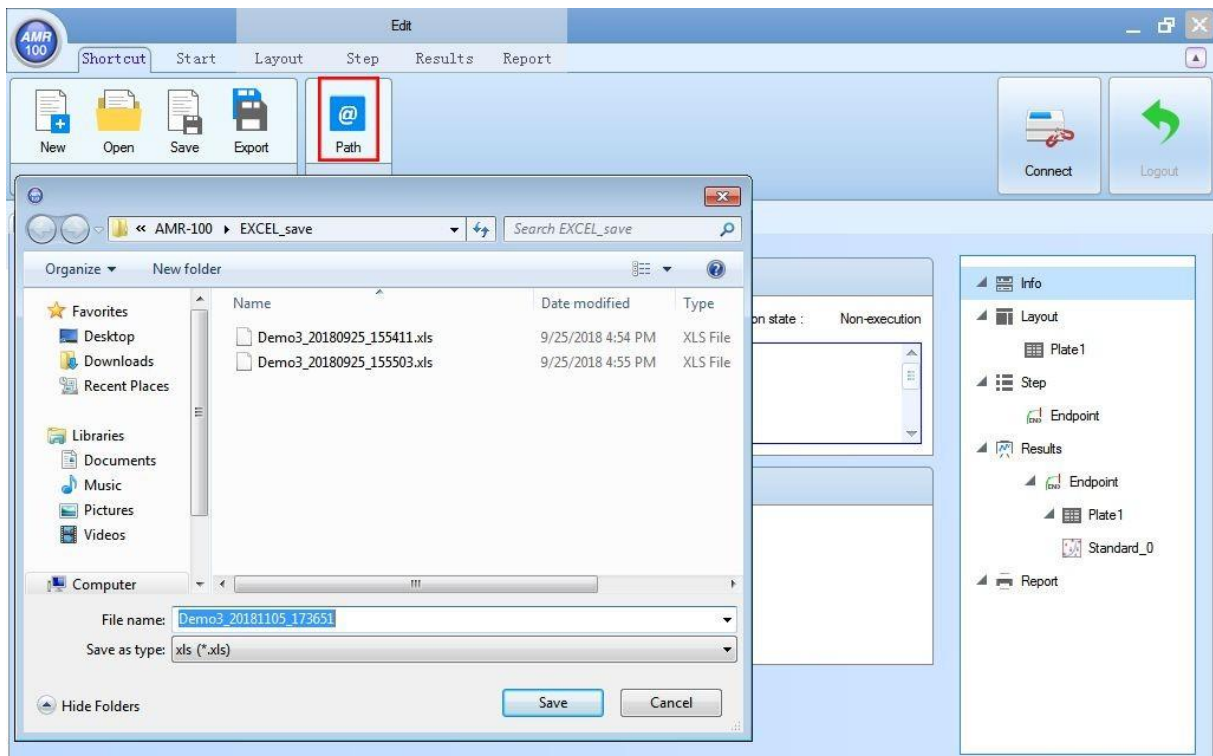 AMR
100
Edit
Shortcut Start Layout Step Results Report
New Open Save Export Path Connect Logout
« AMR-100 ▸ EXCEL_save
Search EXCEL_save
Organize New folder
Name Date modified Type
Favorites
Desktop
Downloads
Recent Places
Libraries
Documents
Music
Pictures
Videos
Computer
Demo3_20180925_155411.xls 9/25/2018 4:54 PM XLS File
Demo3_20180925_155503.xls 9/25/2018 4:55 PM XLS File
File name: Demo3_20181105_173651
Save as type: xls (*.xls)
Hide Folders Save Cancel
on state : Non-execution
Info
Layout
Plate1
Step
END Endpoint
Results
END Endpoint
Plate1
Standard_0
Report